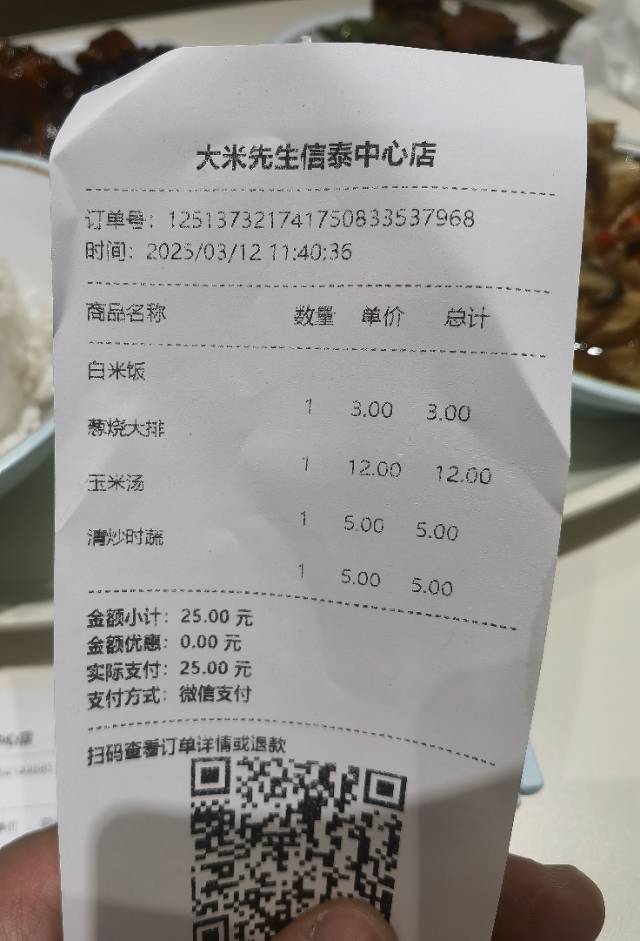 大米先生信泰中心店
订单号：125137321741750833537968
时间：2025/03/12 11:40:36
商品名称 数量 单价 总计
白米饭
1 3.00 3.00
葱烧大排
1 12.00 12.00
玉米汤
1 5.00 5.00
清炒时蔬
1 5.00 5.00
金额小计：25.00 元
金额优惠：0.00 元
实际支付：25.00 元
支付方式：微信支付
扫码查看订单详情或退款